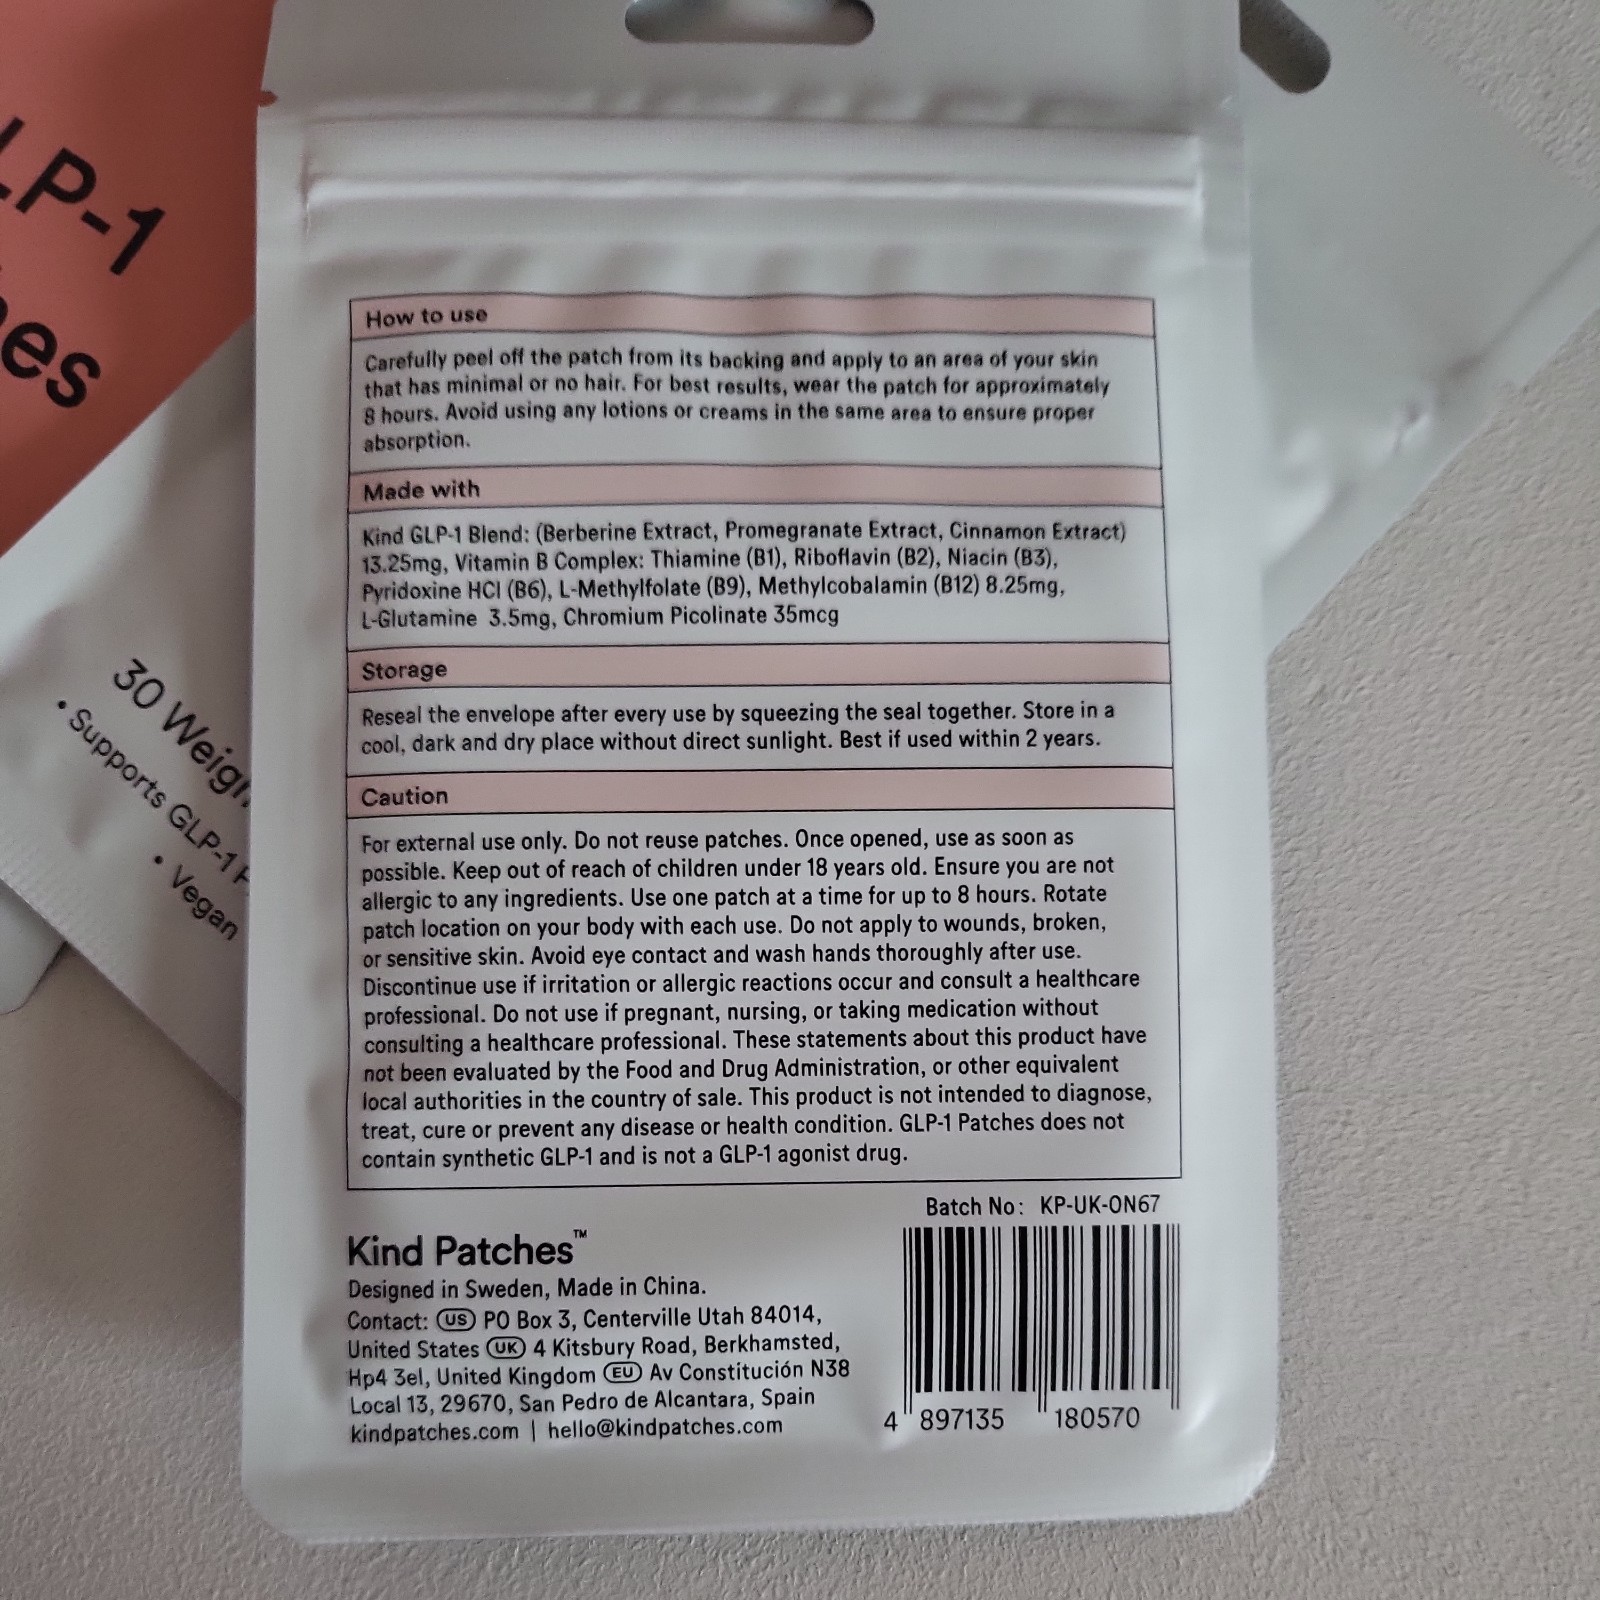 LP-1
es
30 Weigh
• Supports GLP-1
• Vegan
How to use
Carefully peel off the patch from its backing and apply to an area of your skin
that has minimal or no hair. For best results, wear the patch for approximately
8 hours. Avoid using any lotions or creams in the same area to ensure proper
absorption.
Made with
Kind GLP-1 Blend: (Berberine Extract, Promegranate Extract, Cinnamon Extract)
13.25mg, Vitamin B Complex: Thiamine (B1), Riboflavin (B2), Niacin (B3),
Pyridoxine HCl (B6), L-Methylfolate (B9), Methylcobalamin (B12) 8.25mg,
L-Glutamine 3.5mg, Chromium Picolinate 35mcg
Storage
Reseal the envelope after every use by squeezing the seal together. Store in a
cool, dark and dry place without direct sunlight. Best if used within 2 years.
Caution
For external use only. Do not reuse patches. Once opened, use as soon as
possible. Keep out of reach of children under 18 years old. Ensure you are not
allergic to any ingredients. Use one patch at a time for up to 8 hours. Rotate
patch location on your body with each use. Do not apply to wounds, broken,
or sensitive skin. Avoid eye contact and wash hands thoroughly after use.
Discontinue use if irritation or allergic reactions occur and consult a healthcare
professional. Do not use if pregnant, nursing, or taking medication without
consulting a healthcare professional. These statements about this product have
not been evaluated by the Food and Drug Administration, or other equivalent
local authorities in the country of sale. This product is not intended to diagnose,
treat, cure or prevent any disease or health condition. GLP-1 Patches does not
contain synthetic GLP-1 and is not a GLP-1 agonist drug.
Batch No: KP-UK-ON67
Kind Patches™
Designed in Sweden, Made in China.
Contact: US PO Box 3, Centerville Utah 84014,
United States UK 4 Kitsbury Road, Berkhamsted,
Hp4 3el, United Kingdom EU Av Constitución N38
Local 13, 29670, San Pedro de Alcantara, Spain
kindpatches.com | hello@kindpatches.com
4 897135 180570